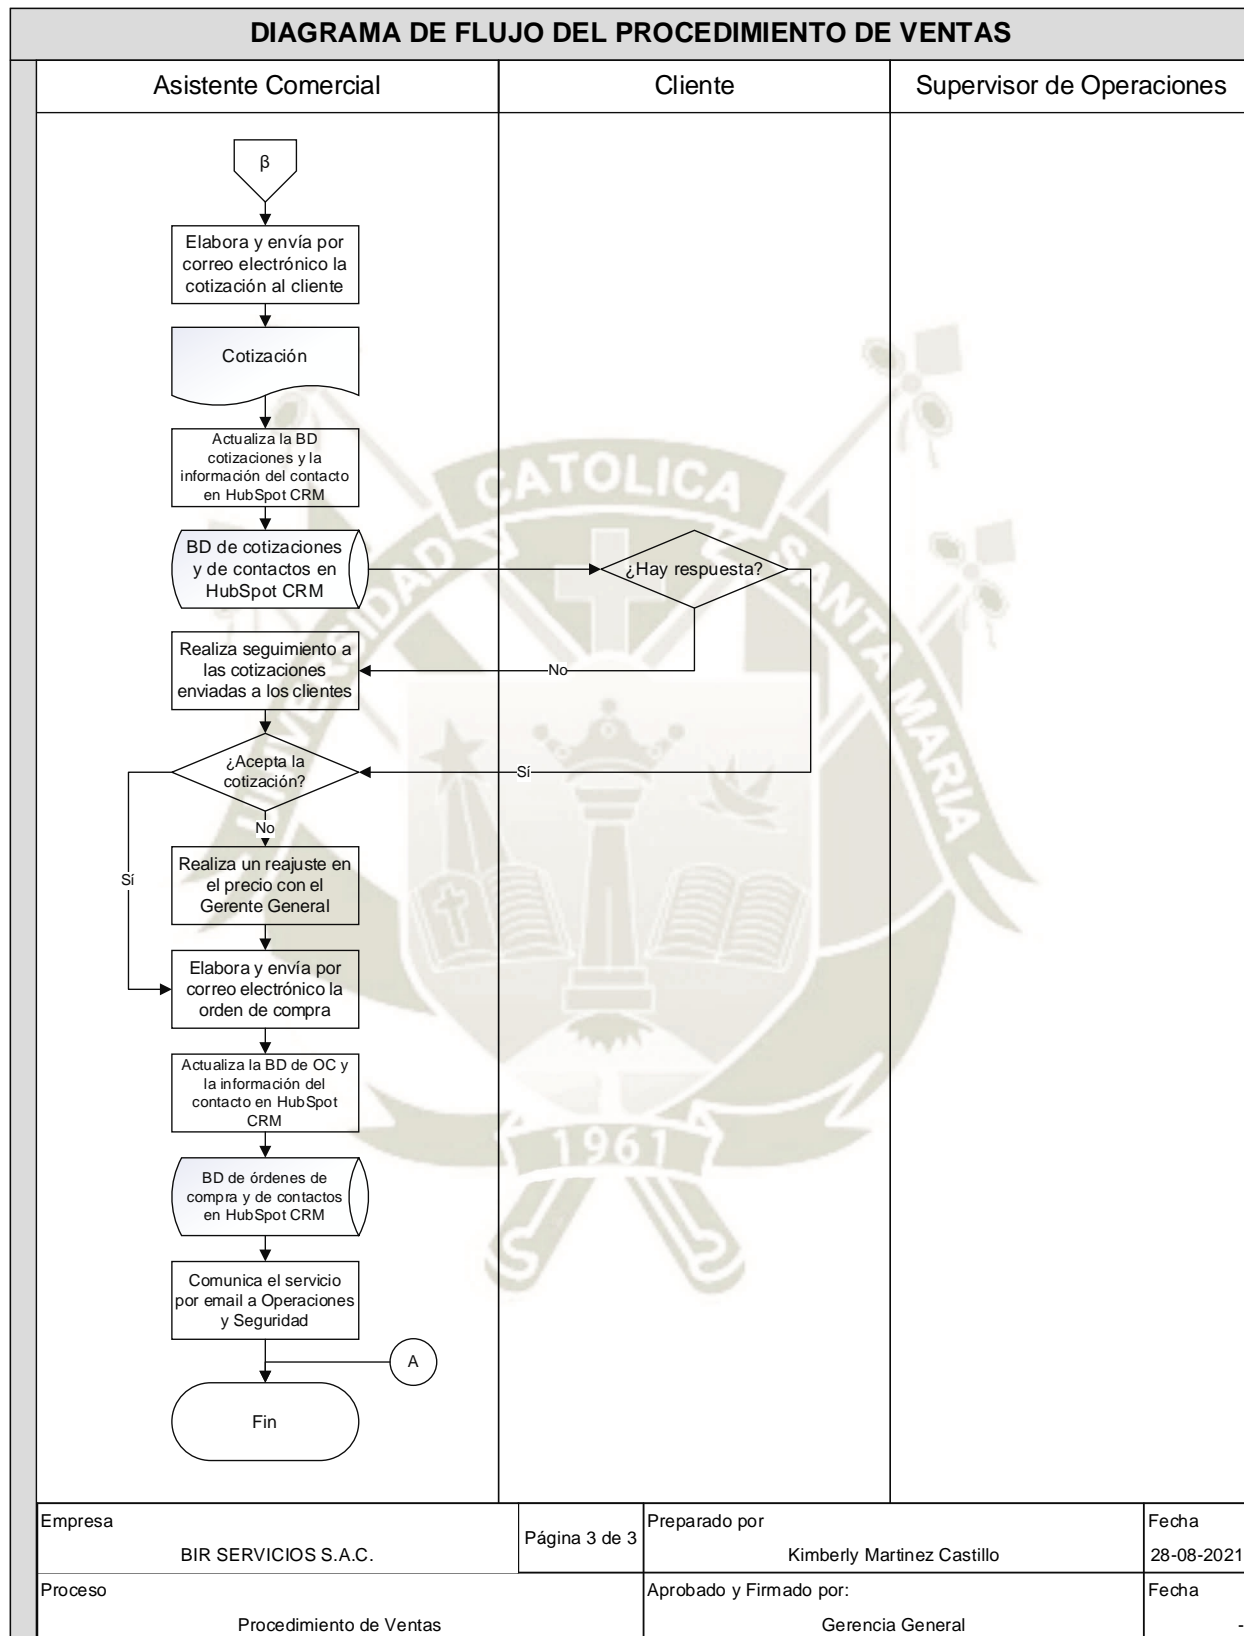 DIAGRAMA DE FLUJO DEL PROCEDIMIENTO DE VENTAS
Asistente Comercial
Cliente
Supervisor de Operaciones
β
Elabora y envía por
correo electrónico la
cotización al cliente
Cotización
Actualiza la BD
cotizaciones y la
información del contacto
en HubSpot CRM
BD de cotizaciones
y de contactos en
HubSpot CRM
¿Hay respuesta?
Realiza seguimiento a
las cotizaciones
enviadas a los clientes
No
¿Acepta la
cotización?
Sí
No
Sí
Realiza un reajuste en
el precio con el
Gerente General
Elabora y envía por
correo electrónico la
orden de compra
Actualiza la BD de OC y
la información del
contacto en HubSpot
CRM
BD de órdenes de
compra y de contactos
en HubSpot CRM
Comunica el servicio
por email a Operaciones
y Seguridad
A
Fin
UNIVERSIDAD CATOLICA SANTA MARIA
1961
Empresa
BIR SERVICIOS S.A.C.
Página 3 de 3
Preparado por
Kimberly Martinez Castillo
Fecha
28-08-2021
Proceso
Procedimiento de Ventas
Aprobado y Firmado por:
Gerencia General
Fecha
-